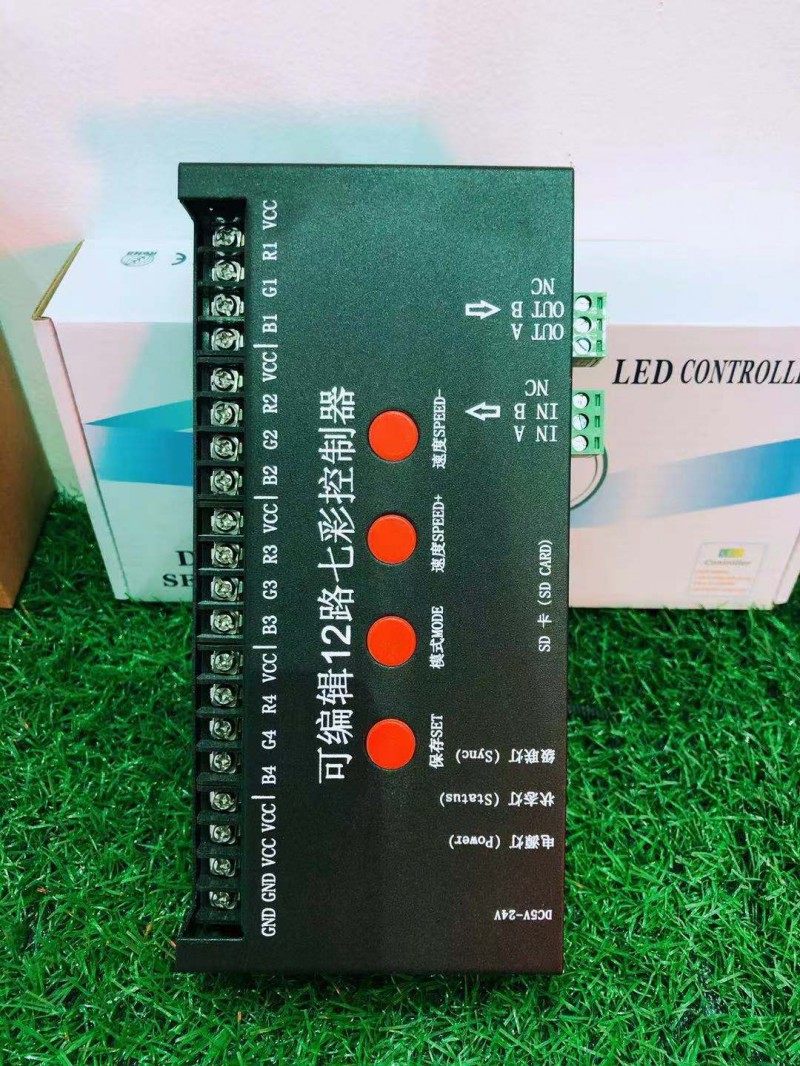 GND GND VCC VCC| B4 G4 R4 VCC| B3 G3 R3 VCC| B2 G2 R2 VCC| B1 G1 R1 VCC
可编辑12路七彩控制器
保存SET
模式MODE
速度SPEED+
速度SPEED-
DC5V-24V
电源灯 (Power)
状态灯 (Status)
级联灯 (Sync)
SD 卡 (SD CARD)
IN A
IN B
NC
OUT A
OUT B
NC
LED CONTROLL
Controller